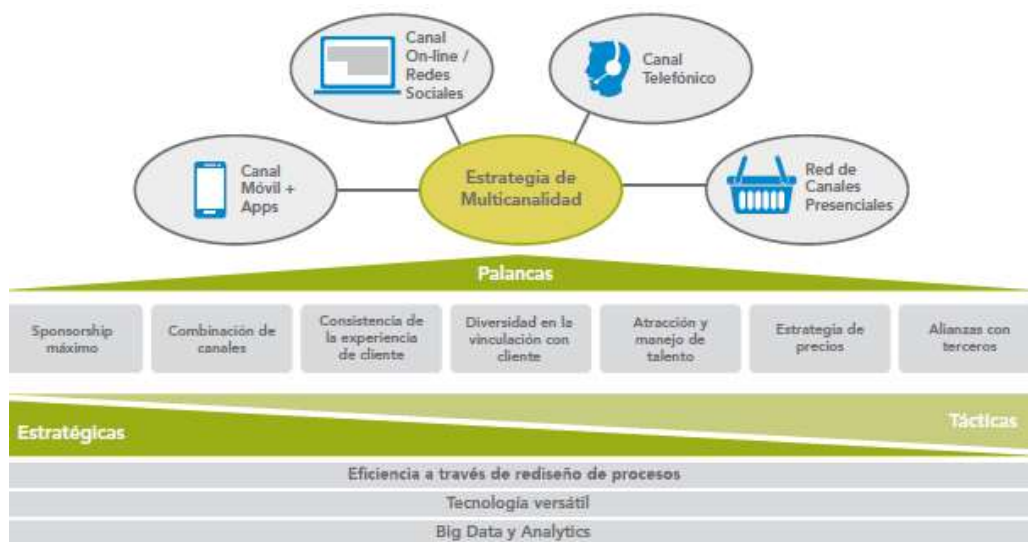 Canal
On-line /
Redes
Sociales
Canal
Telefónico
Canal
Móvil +
Apps
Estrategia de
Multicanalidad
Red de
Canales
Presenciales
Palancas
Sponsorship
máximo
Combinación de
canales
Consistencia de
la experiencia
de cliente
Diversidad en la
vinculación con
cliente
Atracción y
manejo de
talento
Estrategia de
precios
Alianzas con
terceros
Estratégicas
Tácticas
Eficiencia a través de rediseño de procesos
Tecnología versátil
Big Data y Analytics